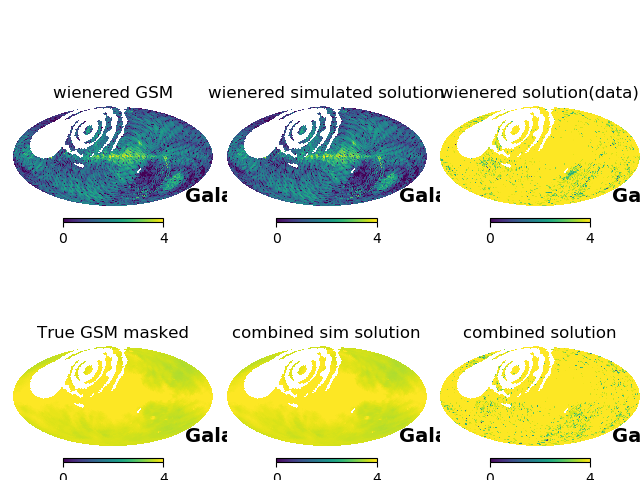 wienered GSM
wienered simulated solution
wienered solution(data)
Gala
Gala
Ga
0 4
0 4
0 4
True GSM masked
combined sim solution
combined solution
Gala
Gala
Ga
0 4
0 4
0 4